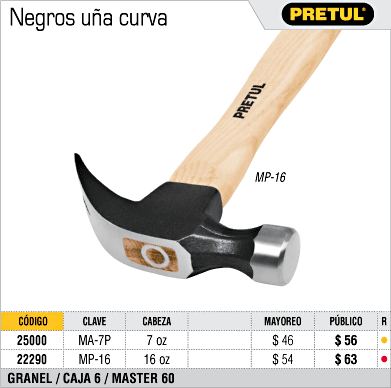 Negros uña curva
PRETUL®
PRETUL
MP-16
CÓDIGO CLAVE CABEZA MAYOREO PÚBLICO R
25000 MA-7P 7 oz $ 46 $ 56
22290 MP-16 16 oz $ 54 $ 63
GRANEL / CAJA 6 / MASTER 60